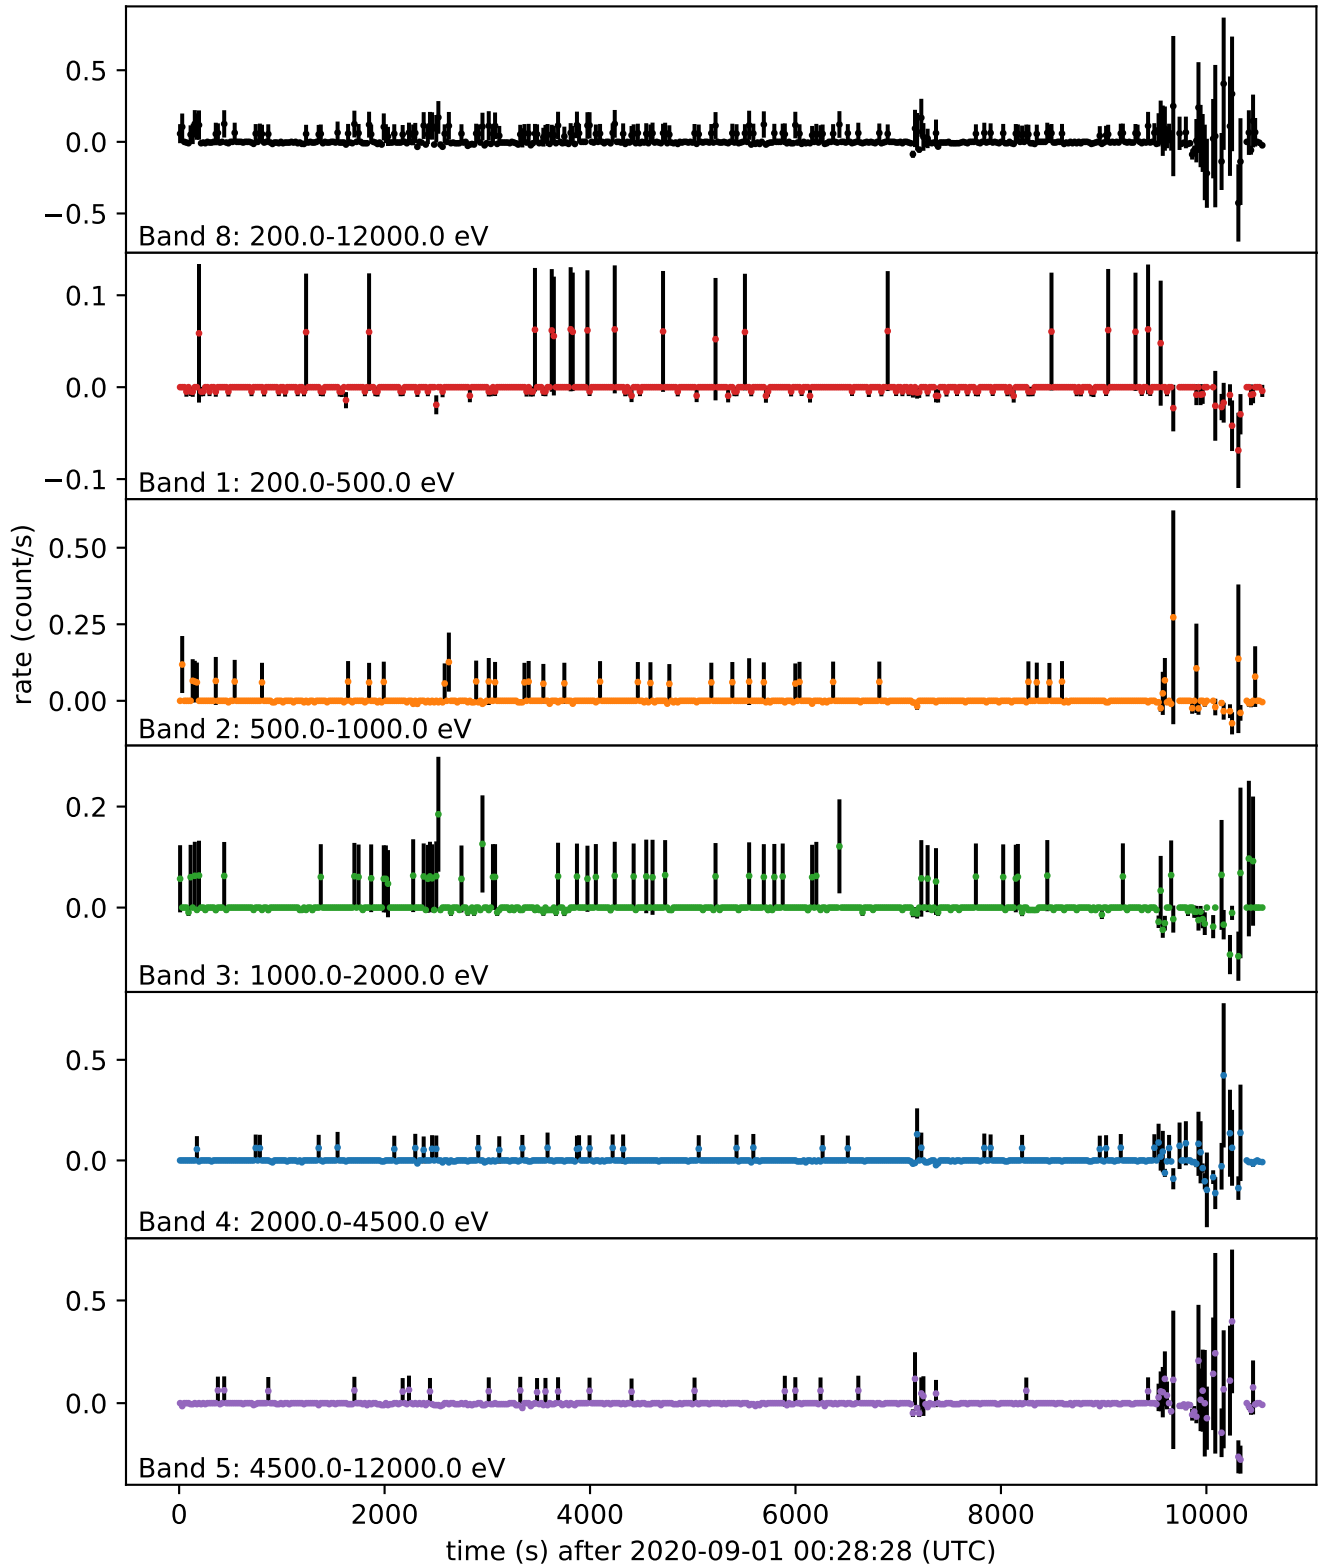 0.5
0.0
−0.5
Band 8: 200.0-12000.0 eV
0.1
0.0
−0.1
Band 1: 200.0-500.0 eV
0.50
0.25
0.00
Band 2: 500.0-1000.0 eV
rate (count/s)
0.2
0.0
Band 3: 1000.0-2000.0 eV
0.5
0.0
Band 4: 2000.0-4500.0 eV
0.5
0.0
Band 5: 4500.0-12000.0 eV
0 2000 4000 6000 8000 10000
time (s) after 2020-09-01 00:28:28 (UTC)